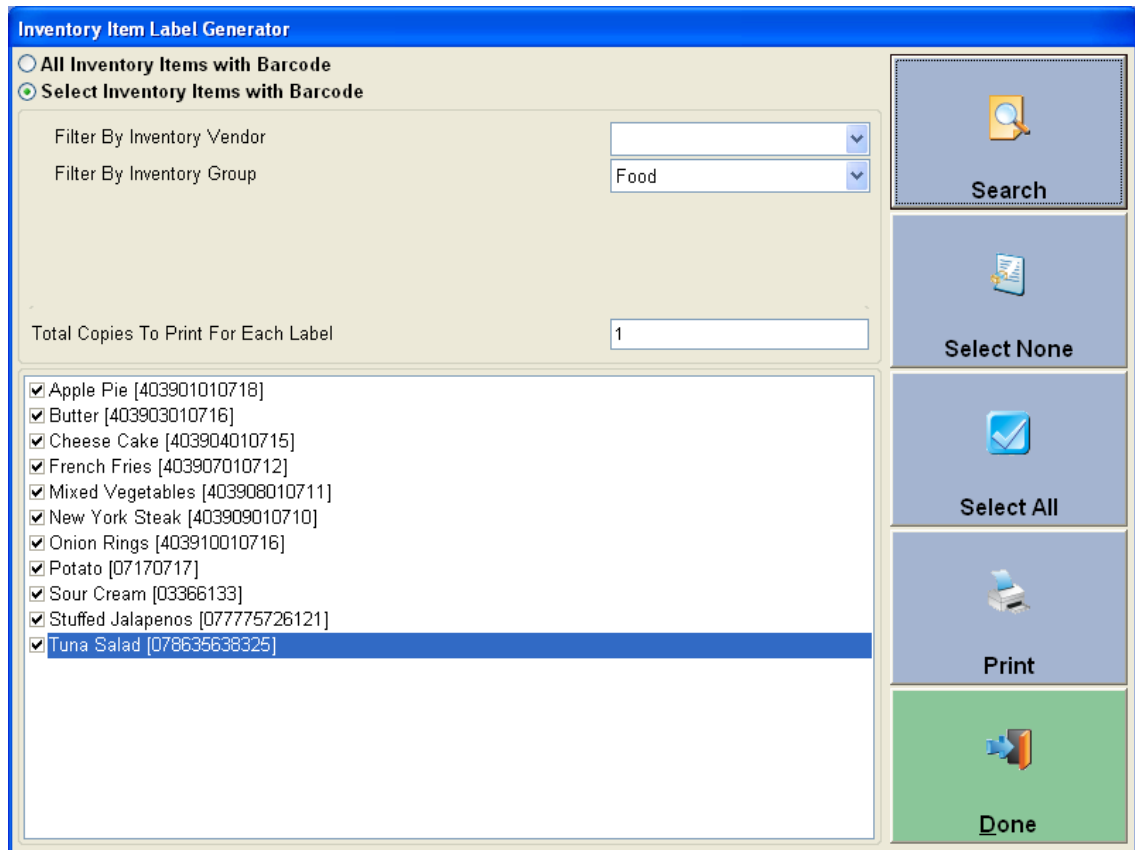 Inventory Item Label Generator
All Inventory Items with Barcode
Select Inventory Items with Barcode
Filter By Inventory Vendor
Filter By Inventory Group
Food
Total Copies To Print For Each Label
1
Apple Pie [403901010718]
Butter [403903010716]
Cheese Cake [403904010715]
French Fries [403907010712]
Mixed Vegetables [403908010711]
New York Steak [403909010710]
Onion Rings [403910010716]
Potato [07170717]
Sour Cream [03366133]
Stuffed Jalapenos [077775726121]
Tuna Salad [078635638325]
Search
Select None
Select All
Print
Done